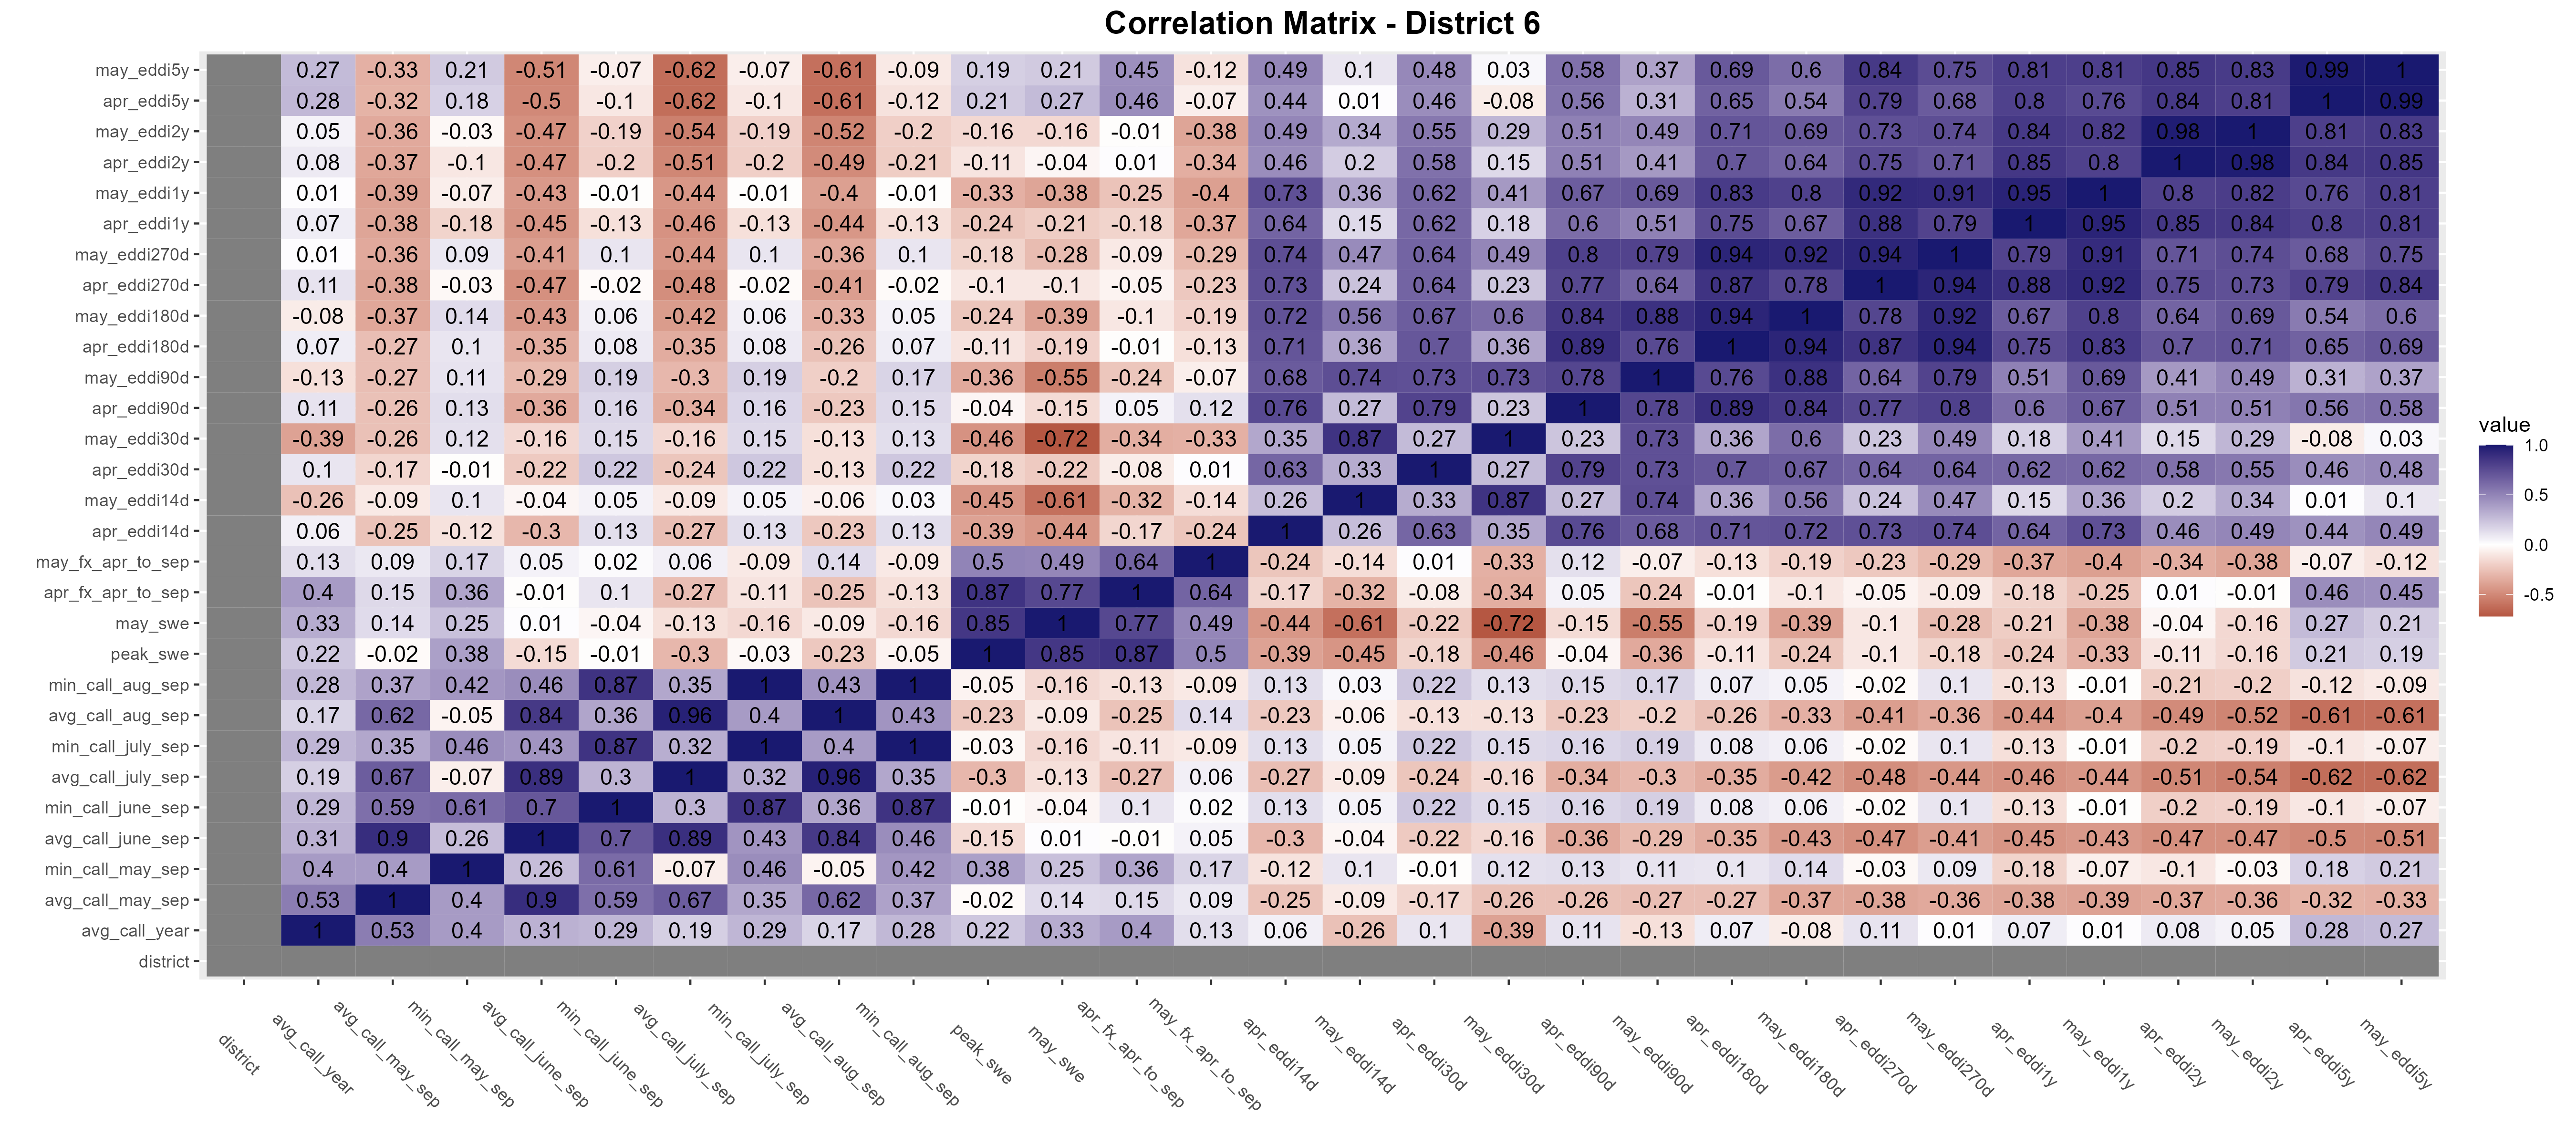 Correlation Matrix - District 6
may_eddi5y 0.27 -0.33 0.21 -0.51 -0.07 -0.62 -0.07 -0.61 -0.09 0.19 0.21 0.45 -0.12 0.49 0.1 0.48 0.03 0.58 0.37 0.69 0.6 0.84 0.75 0.81 0.81 0.85 0.83 0.99 1
apr_eddi5y 0.28 -0.32 0.18 -0.5 -0.1 -0.62 -0.1 -0.61 -0.12 0.21 0.27 0.46 -0.07 0.44 0.01 0.46 -0.08 0.56 0.31 0.65 0.54 0.79 0.68 0.8 0.76 0.84 0.81 1 0.99
may_eddi2y 0.05 -0.36 -0.03 -0.47 -0.19 -0.54 -0.19 -0.52 -0.2 -0.16 -0.16 -0.01 -0.38 0.49 0.34 0.55 0.29 0.51 0.49 0.71 0.69 0.73 0.74 0.84 0.82 0.98 1 0.81 0.83
apr_eddi2y 0.08 -0.37 -0.1 -0.47 -0.2 -0.51 -0.2 -0.49 -0.21 -0.11 -0.04 0.01 -0.34 0.46 0.2 0.58 0.15 0.51 0.41 0.7 0.64 0.75 0.71 0.85 0.8 1 0.98 0.84 0.85
may_eddi1y 0.01 -0.39 -0.07 -0.43 -0.01 -0.44 -0.01 -0.4 -0.01 -0.33 -0.38 -0.25 -0.4 0.73 0.36 0.62 0.41 0.67 0.69 0.83 0.8 0.92 0.91 0.95 1 0.8 0.82 0.76 0.81
apr_eddi1y 0.07 -0.38 -0.18 -0.45 -0.13 -0.46 -0.13 -0.44 -0.13 -0.24 -0.21 -0.18 -0.37 0.64 0.15 0.62 0.18 0.6 0.51 0.75 0.67 0.88 0.79 1 0.95 0.85 0.84 0.8 0.81
may_eddi270d 0.01 -0.36 0.09 -0.41 0.1 -0.44 0.1 -0.36 0.1 -0.18 -0.28 -0.09 -0.29 0.74 0.47 0.64 0.49 0.8 0.79 0.94 0.92 0.94 1 0.79 0.91 0.71 0.74 0.68 0.75
apr_eddi270d 0.11 -0.38 -0.03 -0.47 -0.02 -0.48 -0.02 -0.41 -0.02 -0.1 -0.1 -0.05 -0.23 0.73 0.24 0.64 0.23 0.77 0.64 0.87 0.78 1 0.94 0.88 0.92 0.75 0.73 0.79 0.84
may_eddi180d -0.08 -0.37 0.14 -0.43 0.06 -0.42 0.06 -0.33 0.05 -0.24 -0.39 -0.1 -0.19 0.72 0.56 0.67 0.6 0.84 0.88 0.94 1 0.78 0.92 0.67 0.8 0.64 0.69 0.54 0.6
apr_eddi180d 0.07 -0.27 0.1 -0.35 0.08 -0.35 0.08 -0.26 0.07 -0.11 -0.19 -0.01 -0.13 0.71 0.36 0.7 0.36 0.89 0.76 1 0.94 0.87 0.94 0.75 0.83 0.7 0.71 0.65 0.69
may_eddi90d -0.13 -0.27 0.11 -0.29 0.19 -0.3 0.19 -0.2 0.17 -0.36 -0.55 -0.24 -0.07 0.68 0.74 0.73 0.73 0.78 1 0.76 0.88 0.64 0.79 0.51 0.69 0.41 0.49 0.31 0.37
apr_eddi90d 0.11 -0.26 0.13 -0.36 0.16 -0.34 0.16 -0.23 0.15 -0.04 -0.15 0.05 0.12 0.76 0.27 0.79 0.23 1 0.78 0.89 0.84 0.77 0.8 0.6 0.67 0.51 0.51 0.56 0.58
may_eddi30d -0.39 -0.26 0.12 -0.16 0.15 -0.16 0.15 -0.13 0.13 -0.46 -0.72 -0.34 -0.33 0.35 0.87 0.27 1 0.23 0.73 0.36 0.6 0.23 0.49 0.18 0.41 0.15 0.29 -0.08 0.03
apr_eddi30d 0.1 -0.17 -0.01 -0.22 0.22 -0.24 0.22 -0.13 0.22 -0.18 -0.22 -0.08 0.01 0.63 0.33 1 0.27 0.79 0.73 0.7 0.67 0.64 0.64 0.62 0.62 0.58 0.55 0.46 0.48
may_eddi14d -0.26 -0.09 0.1 -0.04 0.05 -0.09 0.05 -0.06 0.03 -0.45 -0.61 -0.32 -0.14 0.26 1 0.33 0.87 0.27 0.74 0.36 0.56 0.24 0.47 0.15 0.36 0.2 0.34 0.01 0.1
apr_eddi14d 0.06 -0.25 -0.12 -0.3 0.13 -0.27 0.13 -0.23 0.13 -0.39 -0.44 -0.17 -0.24 1 0.26 0.63 0.35 0.76 0.68 0.71 0.72 0.73 0.74 0.64 0.73 0.46 0.49 0.44 0.49
may_fx_apr_to_sep 0.13 0.09 0.17 0.05 0.02 0.06 -0.09 0.14 -0.09 0.5 0.49 0.64 1 -0.24 -0.14 0.01 -0.33 0.12 -0.07 -0.13 -0.19 -0.23 -0.29 -0.37 -0.4 -0.34 -0.38 -0.07 -0.12
apr_fx_apr_to_sep 0.4 0.15 0.36 -0.01 0.1 -0.27 -0.11 -0.25 -0.13 0.87 0.77 1 0.64 -0.17 -0.32 -0.08 -0.34 0.05 -0.24 -0.01 -0.1 -0.05 -0.09 -0.18 -0.25 0.01 -0.01 0.46 0.45
may_swe 0.33 0.14 0.25 0.01 -0.04 -0.13 -0.16 -0.09 -0.16 0.85 1 0.77 0.49 -0.44 -0.61 -0.22 -0.72 -0.15 -0.55 -0.19 -0.39 -0.1 -0.28 -0.21 -0.38 -0.04 -0.16 0.27 0.21
peak_swe 0.22 -0.02 0.38 -0.15 -0.01 -0.3 -0.03 -0.23 -0.05 1 0.85 0.87 0.5 -0.39 -0.45 -0.18 -0.46 -0.04 -0.36 -0.11 -0.24 -0.1 -0.18 -0.24 -0.33 -0.11 -0.16 0.21 0.19
min_call_aug_sep 0.28 0.37 0.42 0.46 0.87 0.35 1 0.43 1 -0.05 -0.16 -0.13 -0.09 0.13 0.03 0.22 0.13 0.15 0.17 0.07 0.05 -0.02 0.1 -0.13 -0.01 -0.21 -0.2 -0.12 -0.09
avg_call_aug_sep 0.17 0.62 -0.05 0.84 0.36 0.96 0.4 1 0.43 -0.23 -0.09 -0.25 0.14 -0.23 -0.06 -0.13 -0.13 -0.23 -0.2 -0.26 -0.33 -0.41 -0.36 -0.44 -0.4 -0.49 -0.52 -0.61 -0.61
min_call_july_sep 0.29 0.35 0.46 0.43 0.87 0.32 1 0.4 1 -0.03 -0.16 -0.11 -0.09 0.13 0.05 0.22 0.15 0.16 0.19 0.08 0.06 -0.02 0.1 -0.13 -0.01 -0.2 -0.19 -0.1 -0.07
avg_call_july_sep 0.19 0.67 -0.07 0.89 0.3 1 0.32 0.96 0.35 -0.3 -0.13 -0.27 0.06 -0.27 -0.09 -0.24 -0.16 -0.34 -0.3 -0.35 -0.42 -0.48 -0.44 -0.46 -0.44 -0.51 -0.54 -0.62 -0.62
min_call_june_sep 0.29 0.59 0.61 0.7 1 0.3 0.87 0.36 0.87 -0.01 -0.04 0.1 0.02 0.13 0.05 0.22 0.15 0.16 0.19 0.08 0.06 -0.02 0.1 -0.13 -0.01 -0.2 -0.19 -0.1 -0.07
avg_call_june_sep 0.31 0.9 0.26 1 0.7 0.89 0.43 0.84 0.46 -0.15 0.01 -0.01 0.05 -0.3 -0.04 -0.22 -0.16 -0.36 -0.29 -0.35 -0.43 -0.47 -0.41 -0.45 -0.43 -0.47 -0.47 -0.5 -0.51
min_call_may_sep 0.4 0.4 1 0.26 0.61 -0.07 0.46 -0.05 0.42 0.38 0.25 0.36 0.17 -0.12 0.1 -0.01 0.12 0.13 0.11 0.1 0.14 -0.03 0.09 -0.18 -0.07 -0.1 -0.03 0.18 0.21
avg_call_may_sep 0.53 1 0.4 0.9 0.59 0.67 0.35 0.62 0.37 -0.02 0.14 0.15 0.09 -0.25 -0.09 -0.17 -0.26 -0.26 -0.27 -0.27 -0.37 -0.38 -0.36 -0.38 -0.39 -0.37 -0.36 -0.32 -0.33
avg_call_year 1 0.53 0.4 0.31 0.29 0.19 0.29 0.17 0.28 0.22 0.33 0.4 0.13 0.06 -0.26 0.1 -0.39 0.11 -0.13 0.07 -0.08 0.11 0.01 0.07 0.01 0.08 0.05 0.28 0.27
district
district avg_call_year avg_call_may_sep min_call_may_sep avg_call_june_sep min_call_june_sep avg_call_july_sep min_call_july_sep avg_call_aug_sep min_call_aug_sep peak_swe may_swe apr_fx_apr_to_sep may_fx_apr_to_sep apr_eddi14d may_eddi14d apr_eddi30d may_eddi30d apr_eddi90d may_eddi90d apr_eddi180d may_eddi180d apr_eddi270d may_eddi270d apr_eddi1y may_eddi1y apr_eddi2y may_eddi2y apr_eddi5y may_eddi5y
value
1.0
0.5
0.0
-0.5